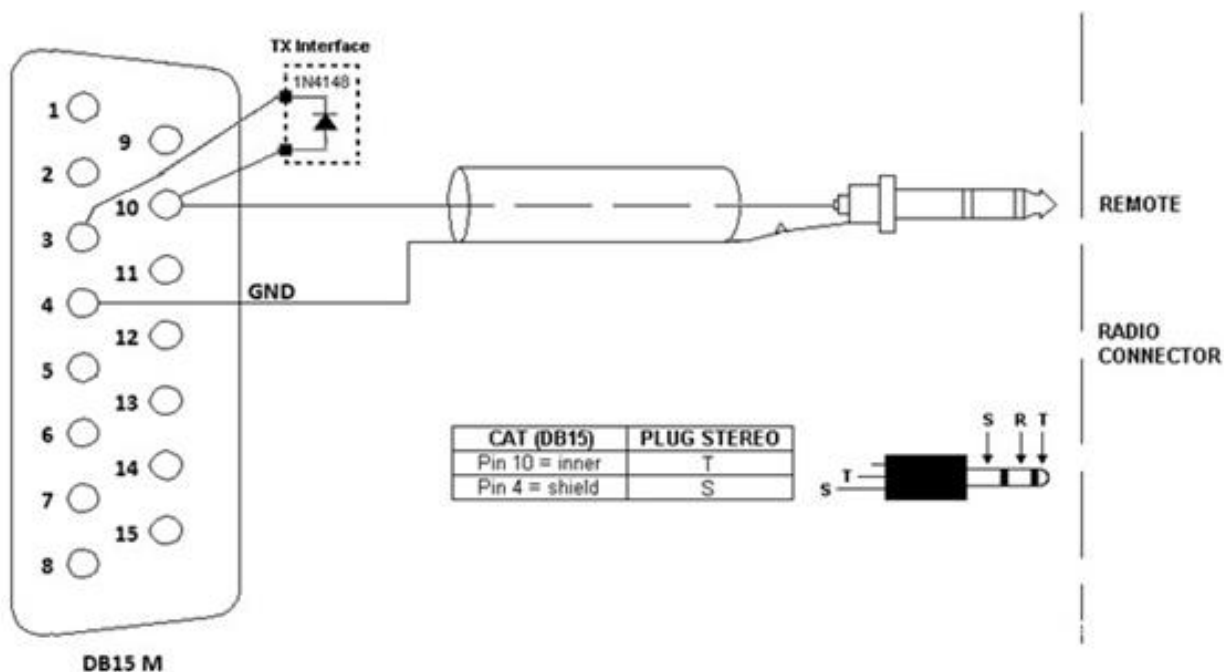 TX Interface
1N4148
1
9
2
10
3
11
4
GND
12
5
13
6
14
7
15
8
DB15 M
REMOTE
RADIO
CONNECTOR
CAT (DB15) PLUG STEREO
Pin 10 = inner T
Pin 4 = shield S
S R T
T
S